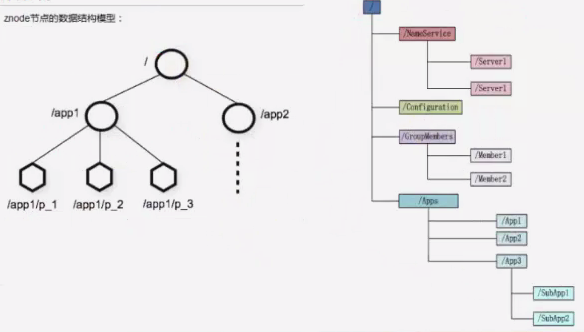 znode节点的数据结构模型：
/
/app1
/app2
/app1/p_1
/app1/p_2
/app1/p_3
/
/NameService
/Server1
/Server1
/Configuration
/GroupMembers
/Member1
/Member2
/Apps
/App1
/App2
/App3
/SubApp1
/SubApp2